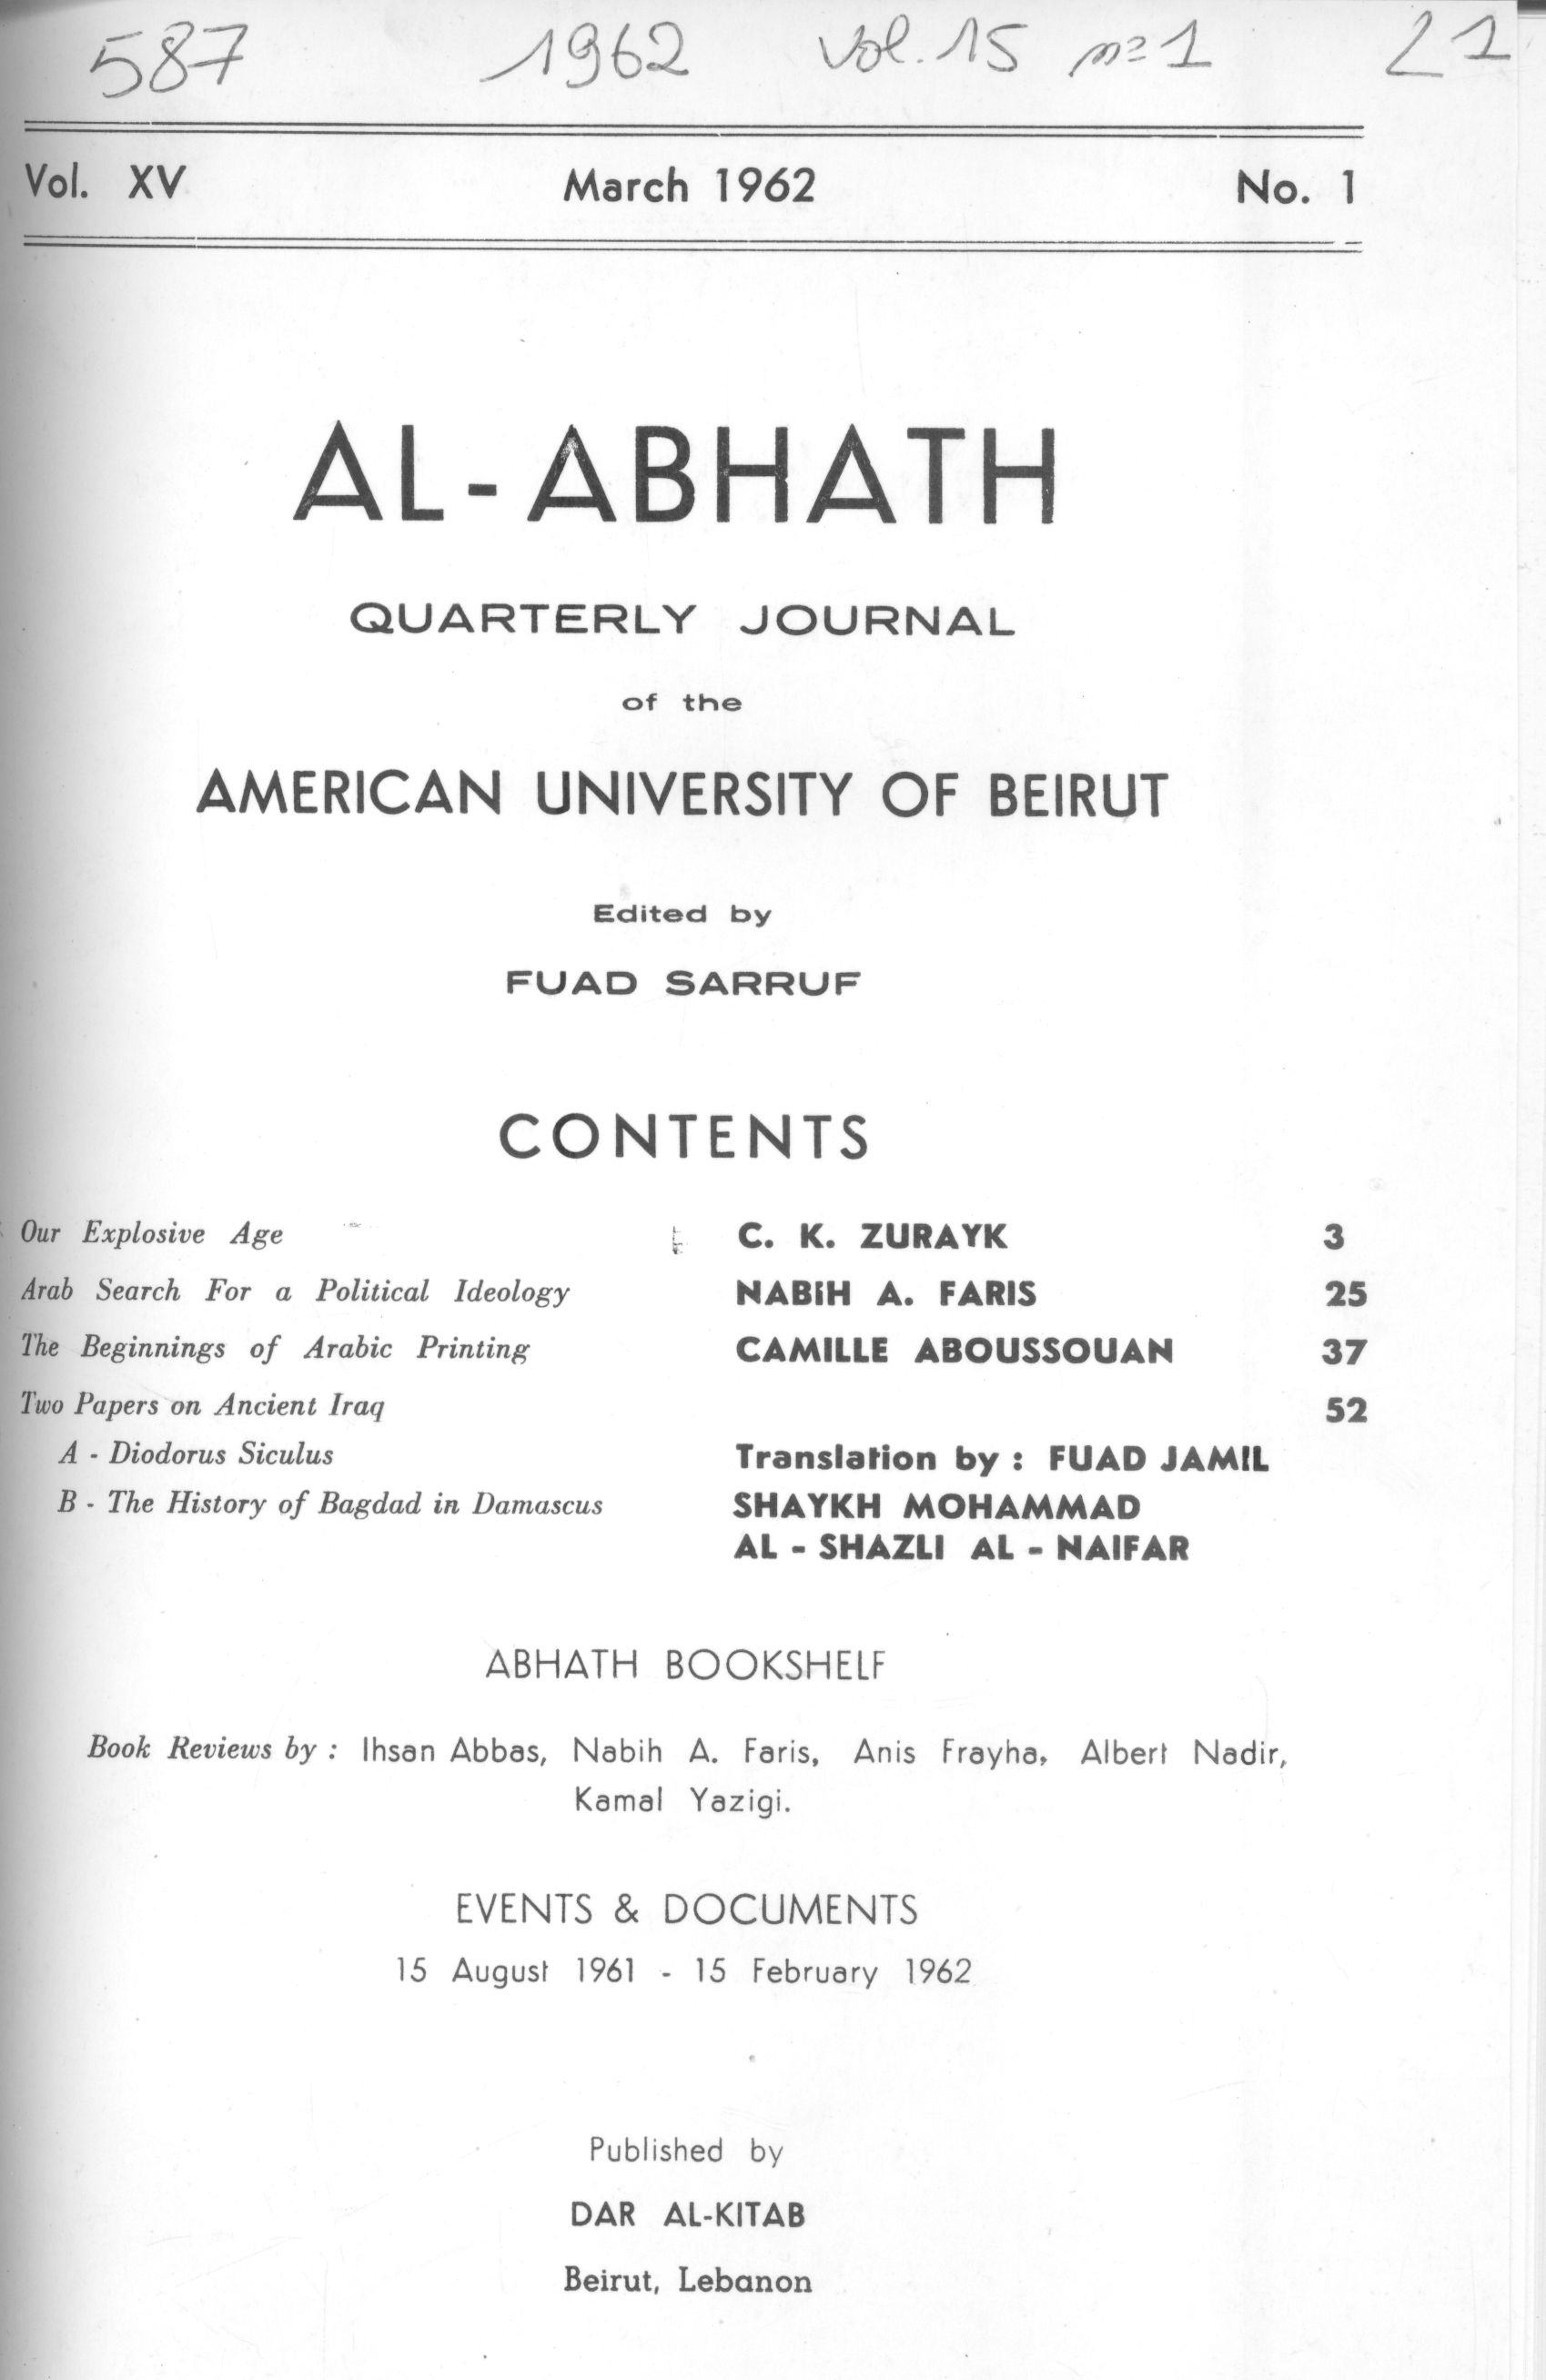 587 1962 vol. 15 nº 1 21
Vol. XV March 1962 No. 1
AL-ABHATH
QUARTERLY JOURNAL
of the
AMERICAN UNIVERSITY OF BEIRUT
Edited by
FUAD SARRUF
CONTENTS
Our Explosive Age C. K. ZURAYK 3
Arab Search For a Political Ideology NABiH A. FARIS 25
The Beginnings of Arabic Printing CAMILLE ABOUSSOUAN 37
Two Papers on Ancient Iraq 52
A - Diodorus Siculus Translation by : FUAD JAMIL
B - The History of Bagdad in Damascus SHAYKH MOHAMMAD
AL - SHAZLI AL - NAIFAR
ABHATH BOOKSHELF
Book Reviews by : Ihsan Abbas, Nabih A. Faris, Anis Frayha, Albert Nadir,
Kamal Yazigi.
EVENTS & DOCUMENTS
15 August 1961 - 15 February 1962
Published by
DAR AL-KITAB
Beirut, Lebanon